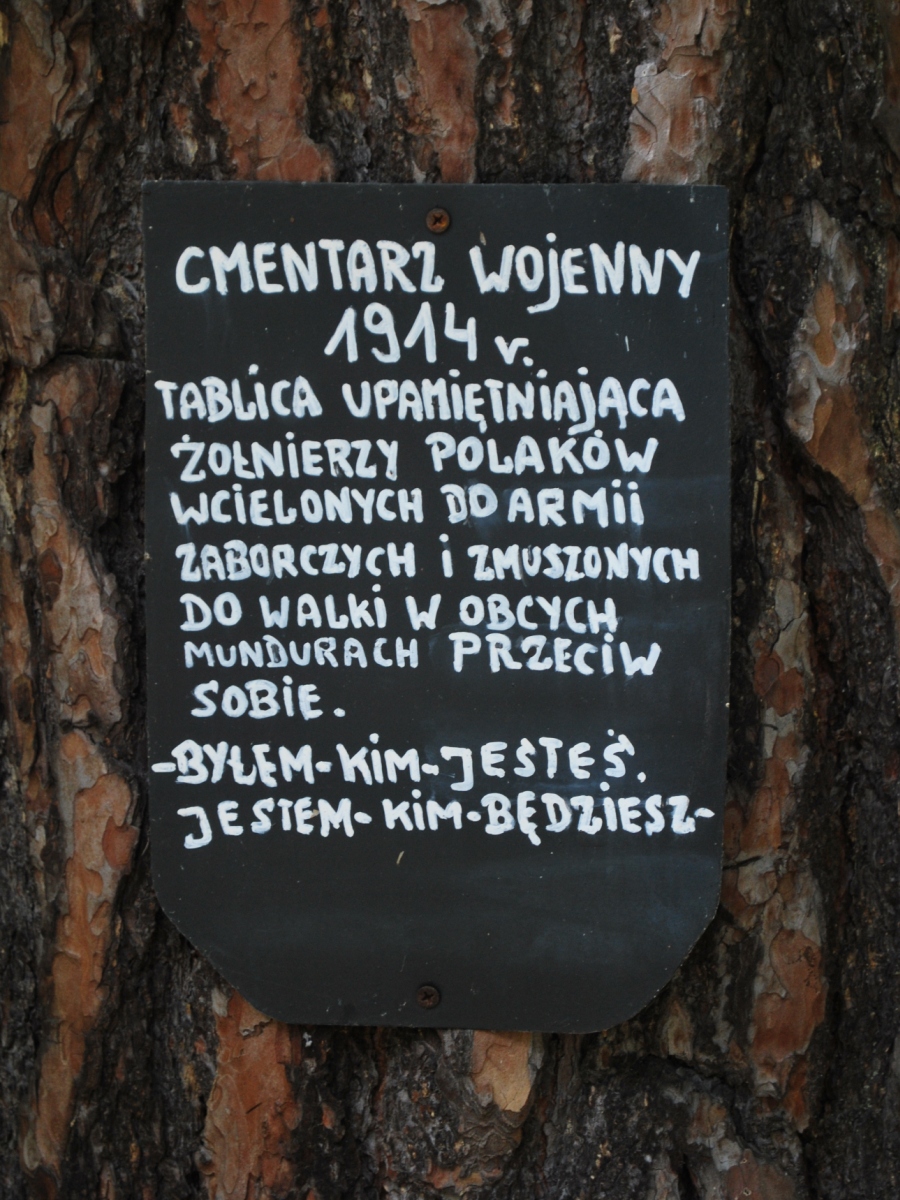 CMENTARZ WOJENNY
1914 r.
TABLICA UPAMIĘTNIAJĄCA
ŻOŁNIERZY POLAKÓW
WCIELONYCH DO ARMII
ZABORCZYCH I ZMUSZONYCH
DO WALKI W OBCYCH
MUNDURACH PRZECIW
SOBIE.
-BYŁEM-KIM-JESTEŚ.
JESTEM-KIM-BĘDZIESZ-